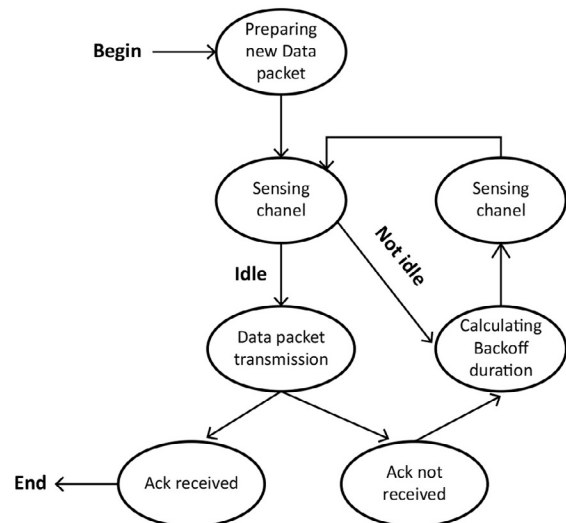 Begin
Preparing
new Data
packet
Sensing
chanel
Sensing
chanel
Idle
Not idle
Data packet
transmission
Calculating
Backoff
duration
End
Ack received
Ack not
received